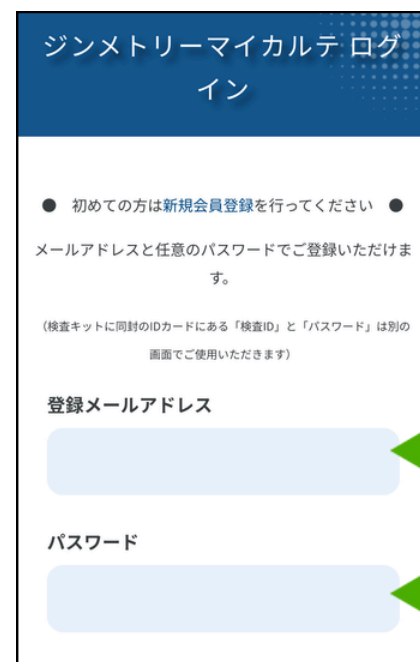 ジンメトリーマイカルテ ログ
イン
● 初めての方は新規会員登録を行ってください ●
メールアドレスと任意のパスワードでご登録いただけま
す。
（検査キットに同封のIDカードにある「検査ID」と「パスワード」は別の
画面でご使用いただきます）
登録メールアドレス
パスワード